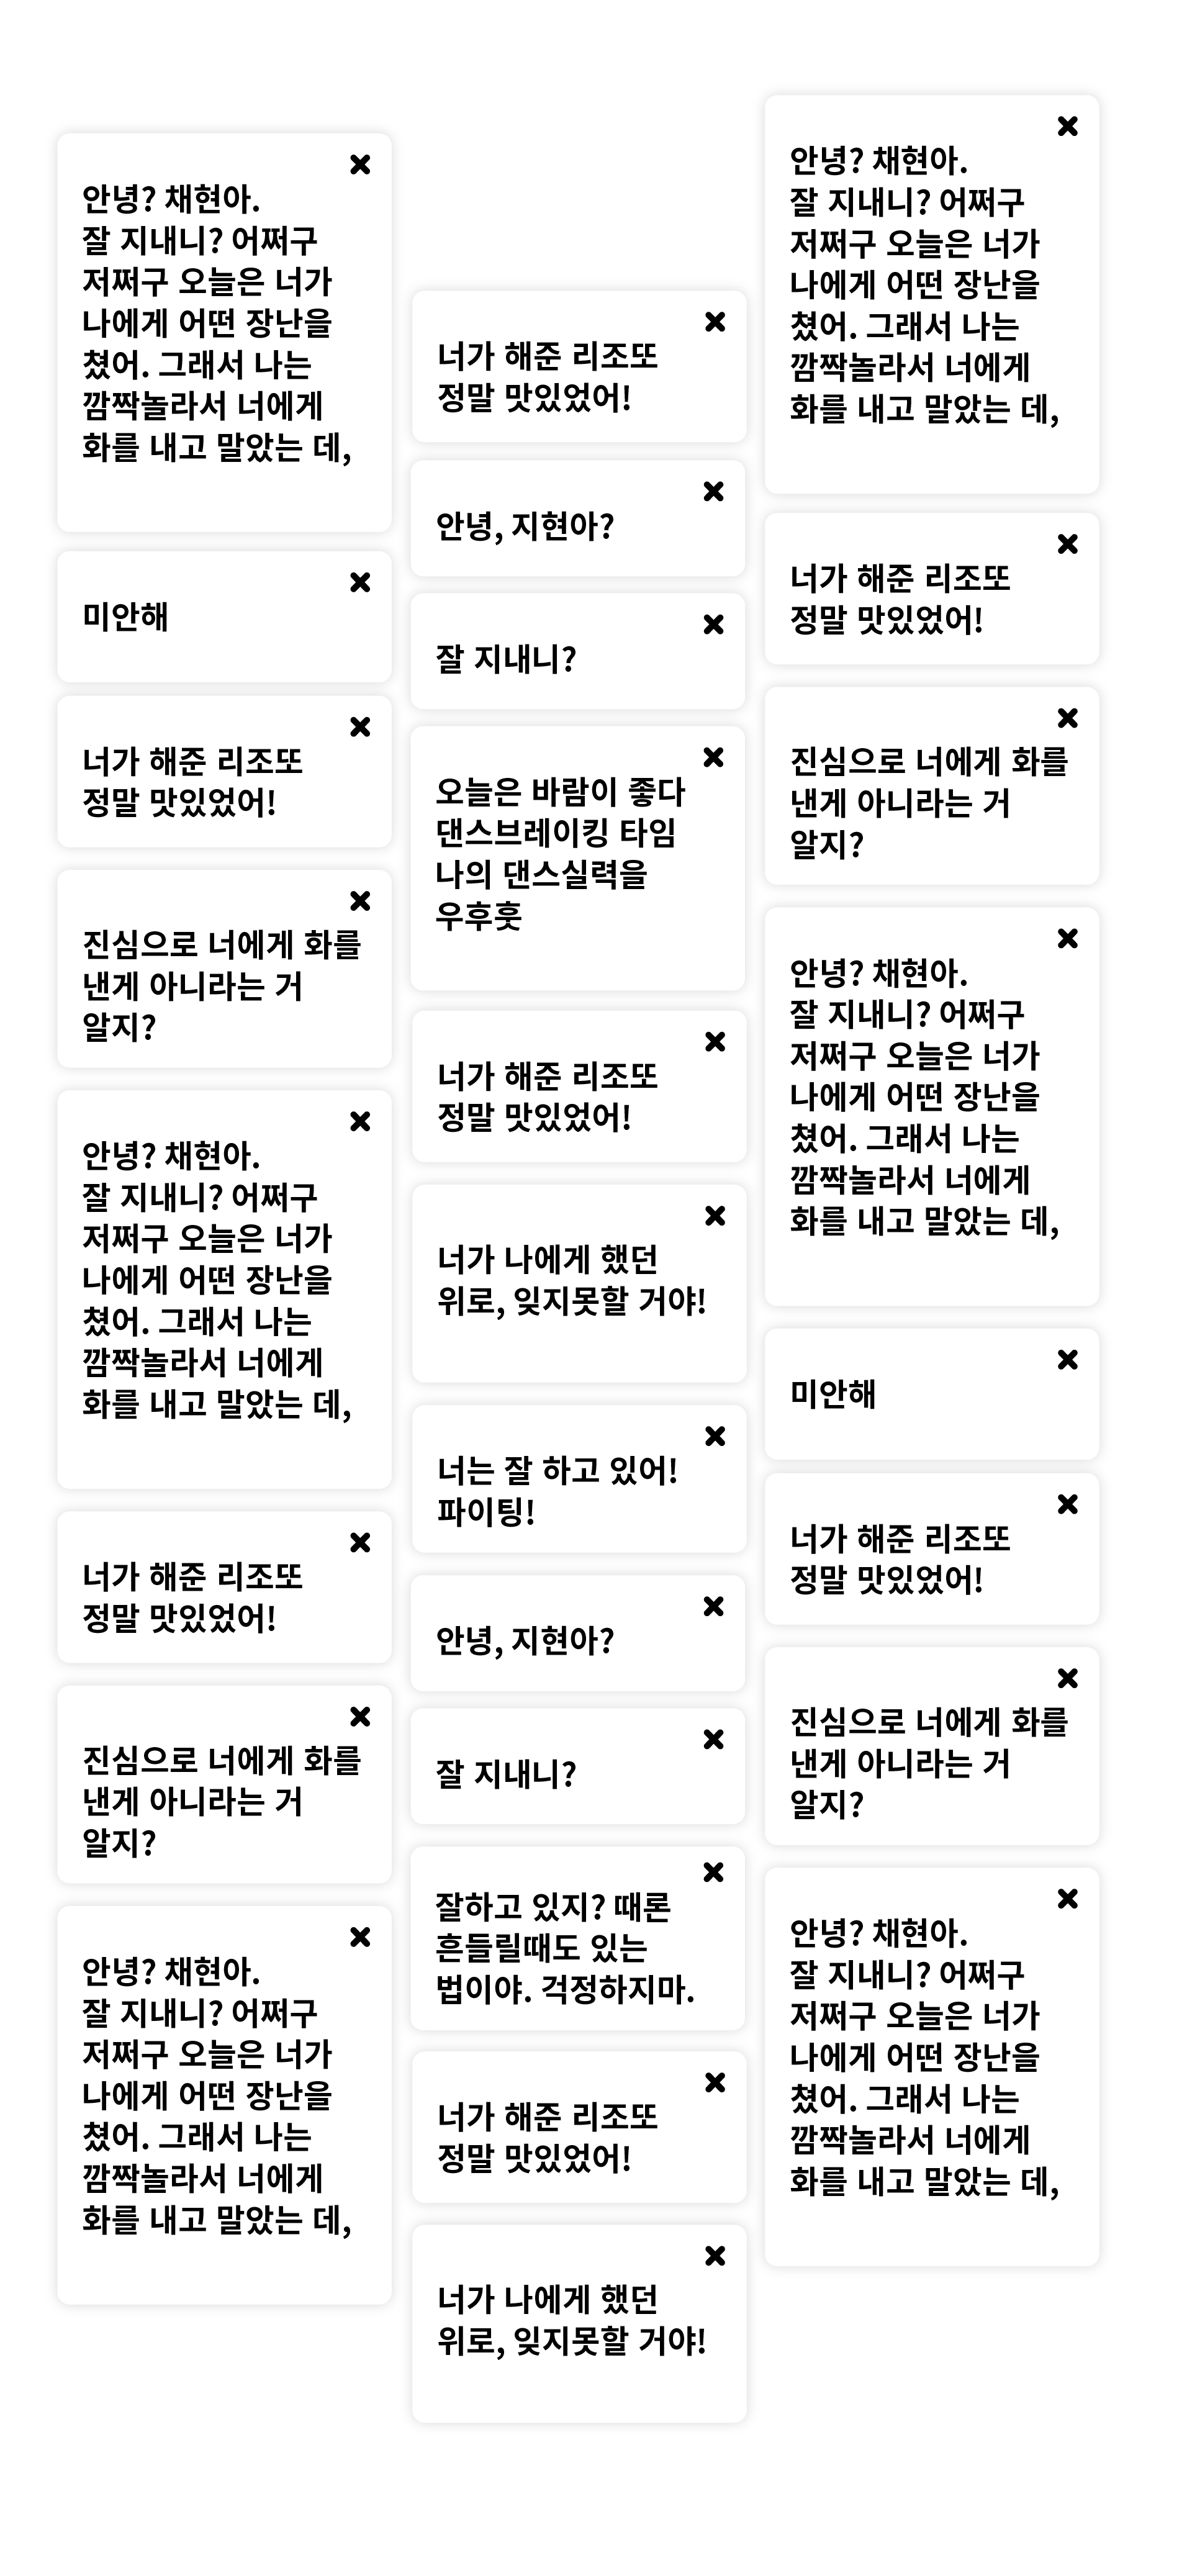 안녕? 채현아.
잘 지내니? 어쩌구
저쩌구 오늘은 너가
나에게 어떤 장난을
쳤어. 그래서 나는
깜짝놀라서 너에게
화를 내고 말았는 데,
미안해
너가 해준 리조또
정말 맛있었어!
진심으로 너에게 화를
낸게 아니라는 거
알지?
안녕? 채현아.
잘 지내니? 어쩌구
저쩌구 오늘은 너가
나에게 어떤 장난을
쳤어. 그래서 나는
깜짝놀라서 너에게
화를 내고 말았는 데,
너가 해준 리조또
정말 맛있었어!
진심으로 너에게 화를
낸게 아니라는 거
알지?
안녕? 채현아.
잘 지내니? 어쩌구
저쩌구 오늘은 너가
나에게 어떤 장난을
쳤어. 그래서 나는
깜짝놀라서 너에게
화를 내고 말았는 데,
너가 해준 리조또
정말 맛있었어!
안녕, 지현아?
잘 지내니?
오늘은 바람이 좋다
댄스브레이킹 타임
나의 댄스실력을
우후훗
너가 해준 리조또
정말 맛있었어!
너가 나에게 했던
위로, 잊지못할 거야!
너는 잘 하고 있어!
파이팅!
안녕, 지현아?
잘 지내니?
잘하고 있지? 때론
흔들릴때도 있는
법이야. 걱정하지마.
너가 해준 리조또
정말 맛있었어!
너가 나에게 했던
위로, 잊지못할 거야!
안녕? 채현아.
잘 지내니? 어쩌구
저쩌구 오늘은 너가
나에게 어떤 장난을
쳤어. 그래서 나는
깜짝놀라서 너에게
화를 내고 말았는 데,
너가 해준 리조또
정말 맛있었어!
진심으로 너에게 화를
낸게 아니라는 거
알지?
안녕? 채현아.
잘 지내니? 어쩌구
저쩌구 오늘은 너가
나에게 어떤 장난을
쳤어. 그래서 나는
깜짝놀라서 너에게
화를 내고 말았는 데,
미안해
너가 해준 리조또
정말 맛있었어!
진심으로 너에게 화를
낸게 아니라는 거
알지?
안녕? 채현아.
잘 지내니? 어쩌구
저쩌구 오늘은 너가
나에게 어떤 장난을
쳤어. 그래서 나는
깜짝놀라서 너에게
화를 내고 말았는 데,